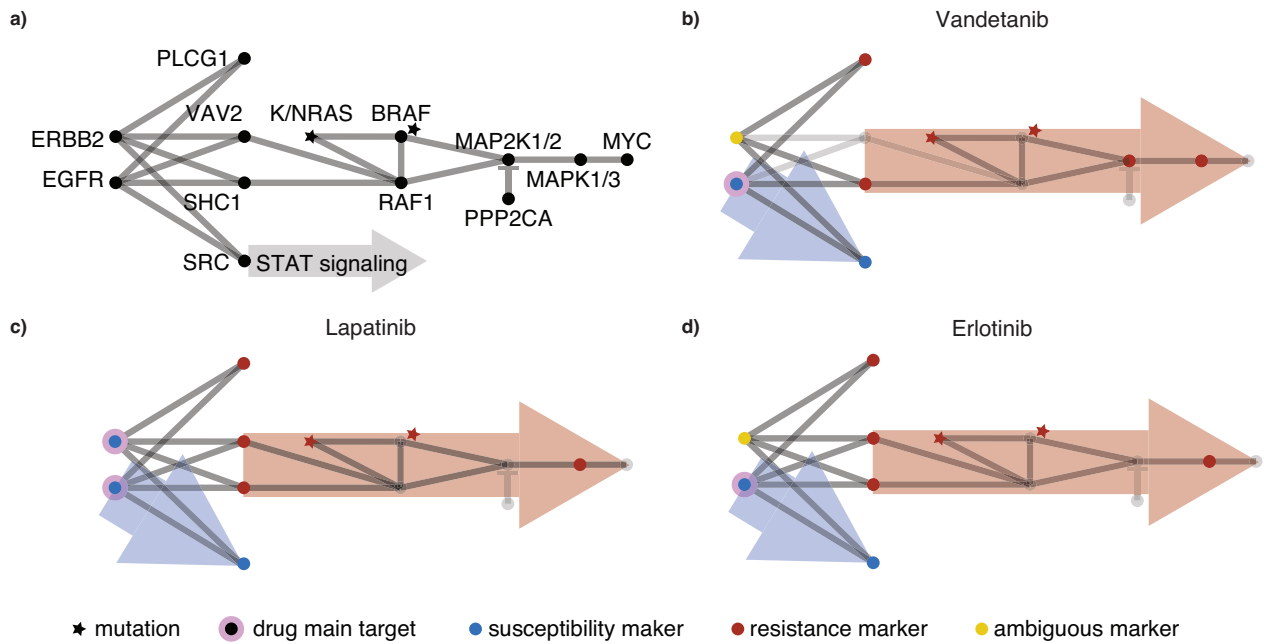 a)
PLCG1
VAV2
K/NRAS
BRAF
ERBB2
MAP2K1/2
MYC
EGFR
MAPK1/3
SHC1
RAF1
PPP2CA
SRC
STAT signaling
b)
Vandetanib
c)
Lapatinib
d)
Erlotinib
mutation
drug main target
susceptibility maker
resistance marker
ambiguous marker